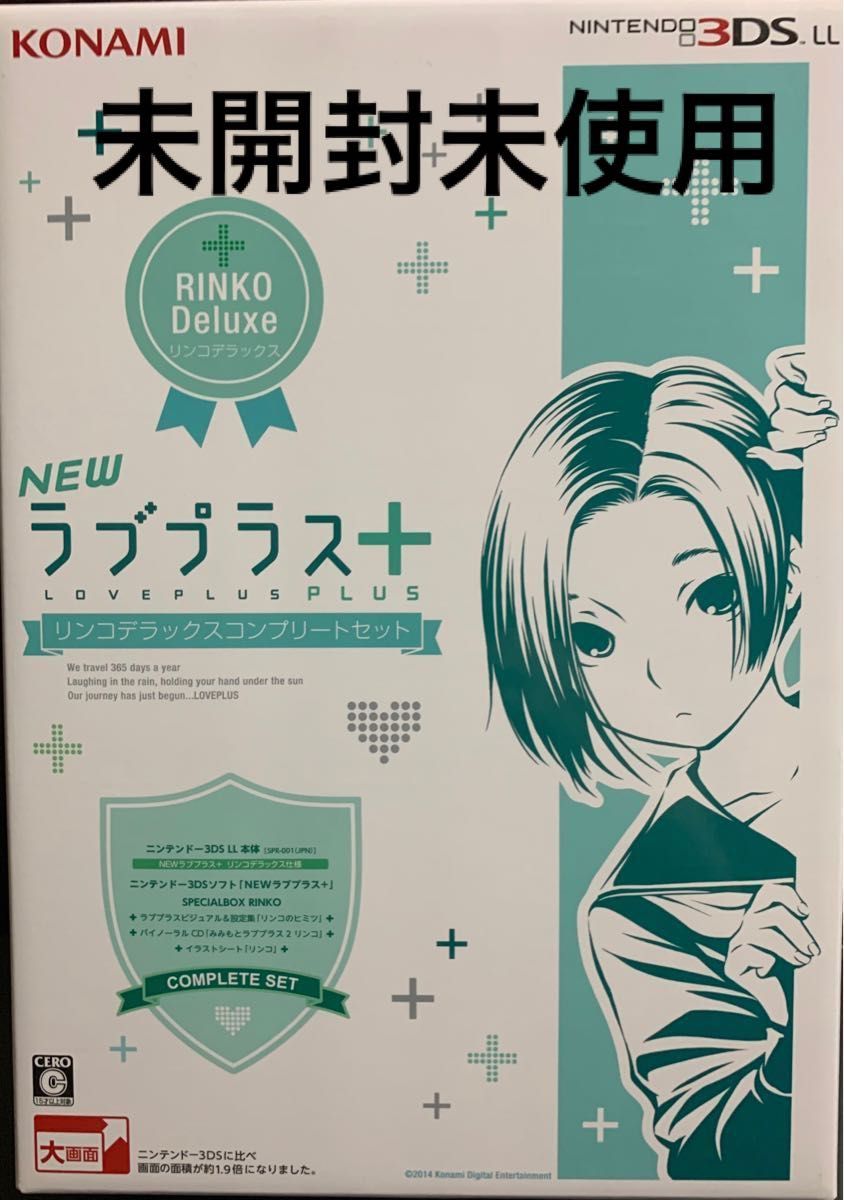 KONAMI
NINTENDO3DS LL
未開封未使用
RINKO
Deluxe
リンコデラックス
NEW
ラブプラス+
LOVEPLUS PLUS
リンコデラックスコンプリートセット
We travel 365 days a year
Laughing in the rain, holding your hand under the sun
Our journey has just begun...LOVEPLUS
ニンテンドー3DS LL 本体 [SPR-001(JPN)]
NEWラブプラス+ リンコデラックス仕様
ニンテンドー3DSソフト「NEWラブプラス+」
SPECIALBOX RINKO
+ ラブプラスビジュアル&設定集「リンコのヒミツ」 +
+ バイノーラルCD「みみもとラブプラス2 リンコ」 +
+ イラストシート「リンコ」 +
COMPLETE SET
CERO
C
15才以上対象
大画面
ニンテンドー3DSに比べ
画面の面積が約1.9倍になりました。
©2014 Konami Digital Entertainment